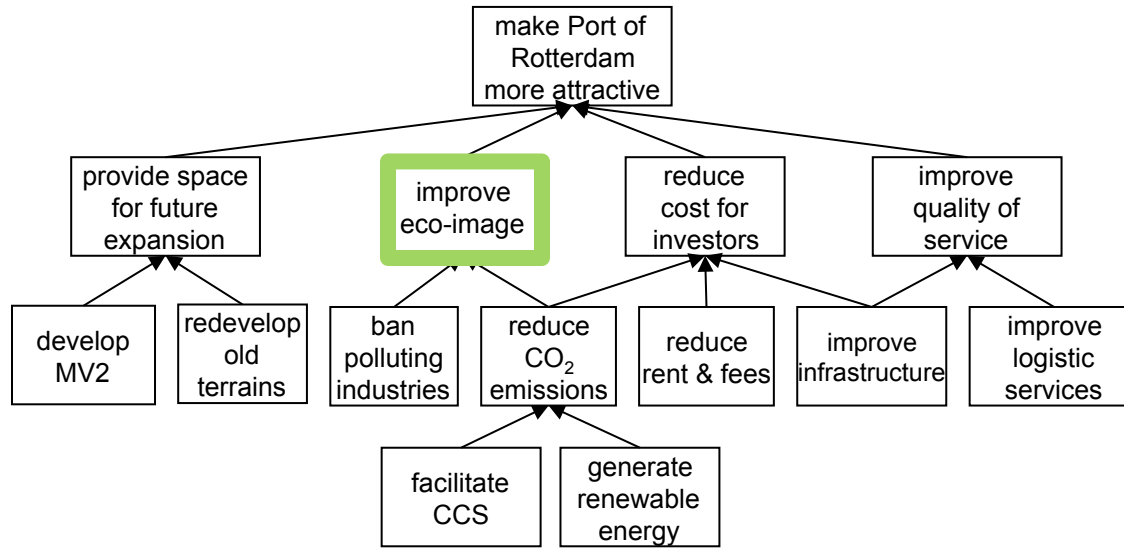 make Port of
Rotterdam
more attractive
provide space
for future
expansion
improve
eco-image
reduce
cost for
investors
improve
quality of
service
develop
MV2
redevelop
old
terrains
ban
polluting
industries
reduce
CO₂
emissions
reduce
rent & fees
improve
infrastructure
improve
logistic
services
facilitate
CCS
generate
renewable
energy